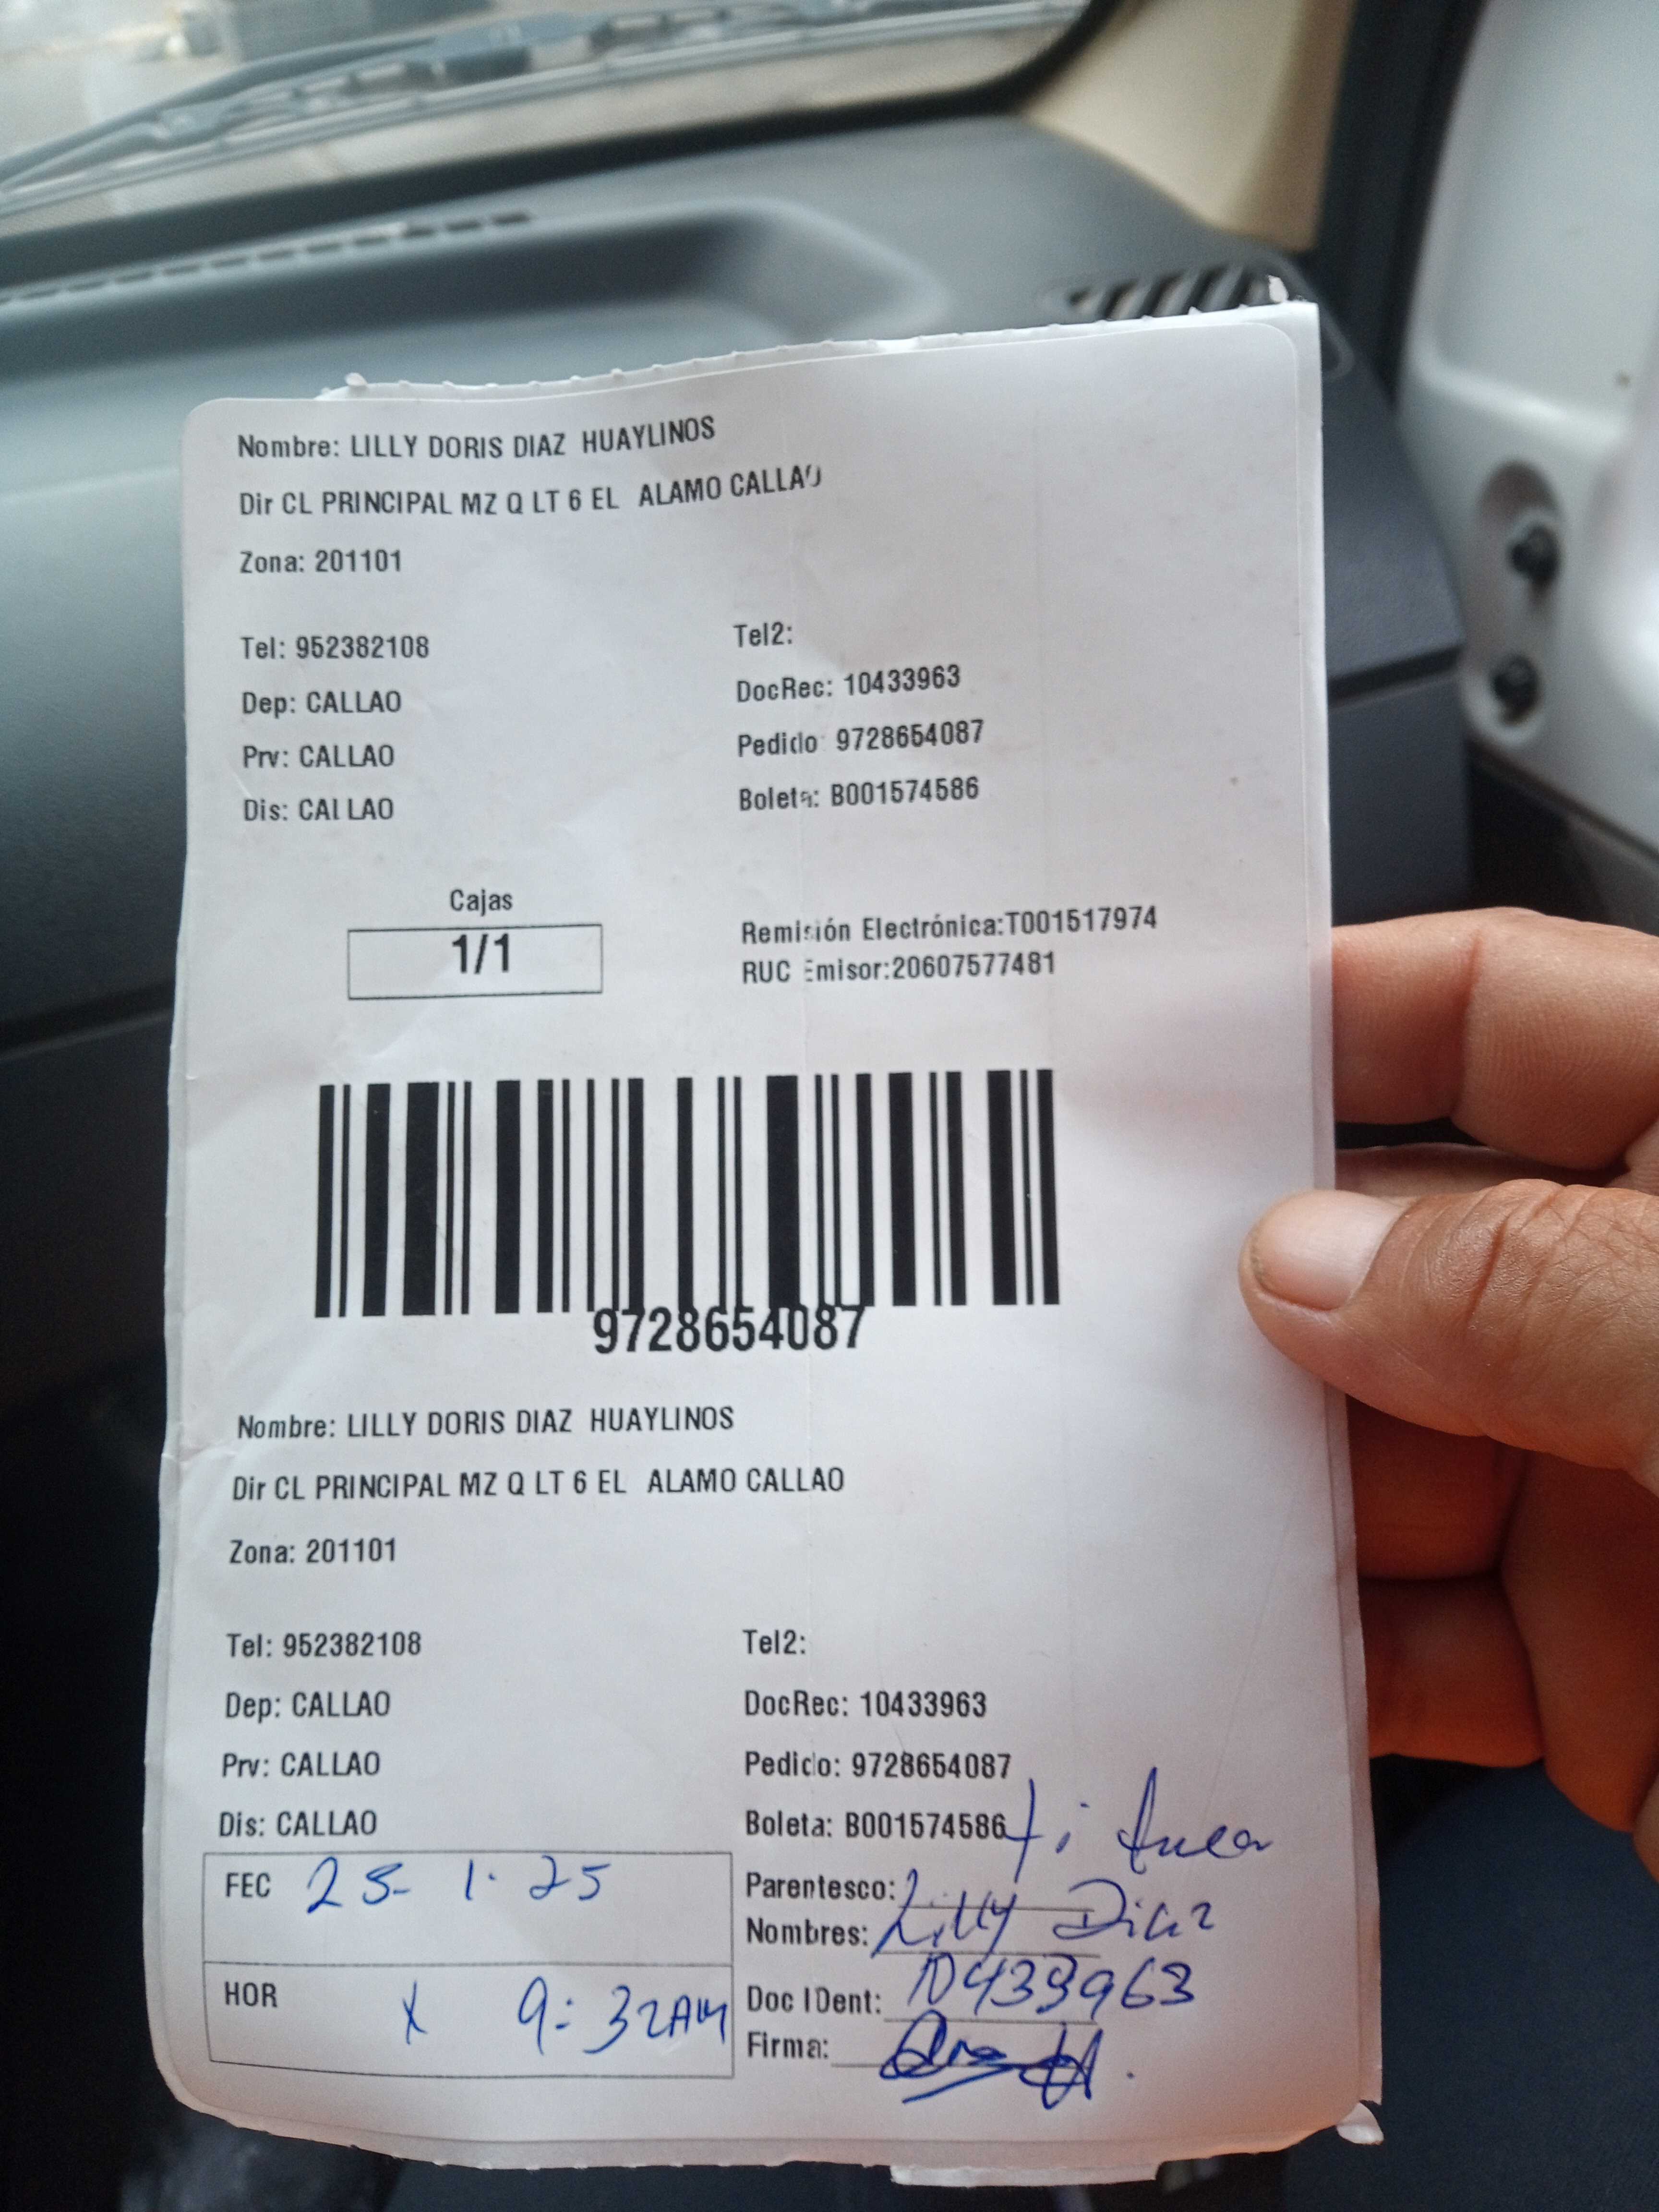 Nombre: LILLY DORIS DIAZ HUAYLINOS
Dir CL PRINCIPAL MZ Q LT 6 EL ALAMO CALLAO
Zona: 201101
Tel: 952382108 Tel2:
Dep: CALLAO DocRec: 10433963
Prv: CALLAO Pedido: 9728654087
Dis: CALLAO Boleta: B001574586
Cajas
1/1
Remisión Electrónica:T001517974
RUC Emisor:20607577481
9728654087
Nombre: LILLY DORIS DIAZ HUAYLINOS
Dir CL PRINCIPAL MZ Q LT 6 EL ALAMO CALLAO
Zona: 201101
Tel: 952382108 Tel2:
Dep: CALLAO DocRec: 10433963
Prv: CALLAO Pedido: 9728654087
Dis: CALLAO Boleta: B001574586
FEC 25-1-25
HOR x 9:32AM
Parentesco:
Nombres: Lilly Diaz
Doc IDent: 10433963
Firma: